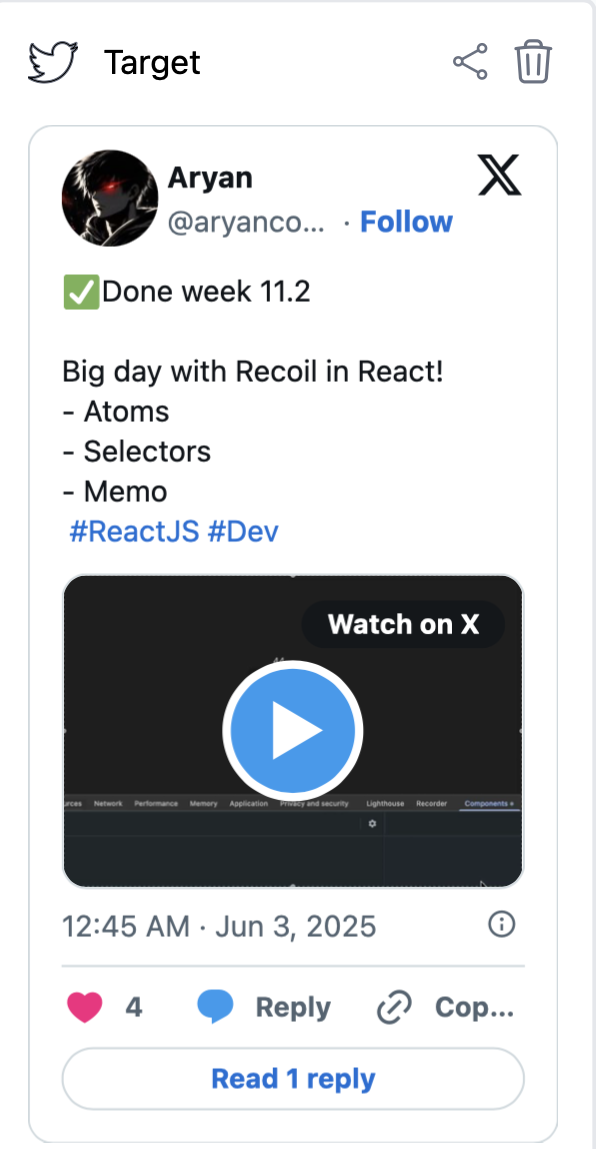 Target
Aryan
@aryanco... · Follow
✅Done week 11.2
Big day with Recoil in React!
- Atoms
- Selectors
- Memo
#ReactJS #Dev
Watch on X
urces Network Performance Memory Application Privacy and security Lighthouse Recorder Components
12:45 AM · Jun 3, 2025
4 Reply Cop...
Read 1 reply